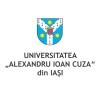 UNIVERSITATEA
„ALEXANDRU IOAN CUZA”
din IAŞI